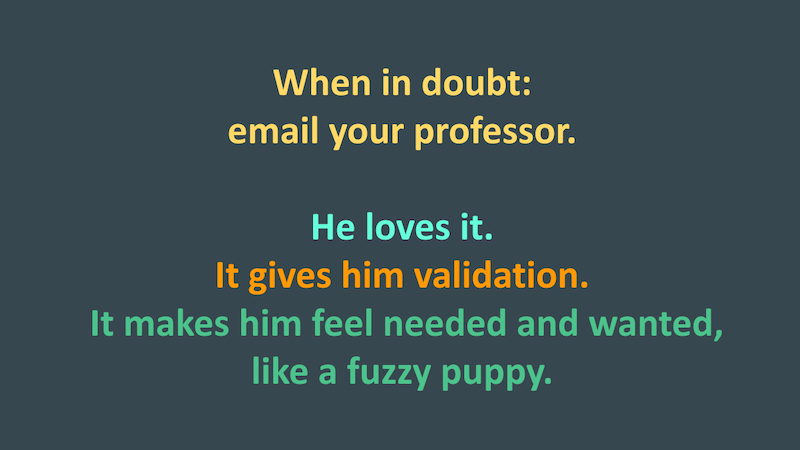 When in doubt:
email your professor.
He loves it.
It gives him validation.
It makes him feel needed and wanted,
like a fuzzy puppy.